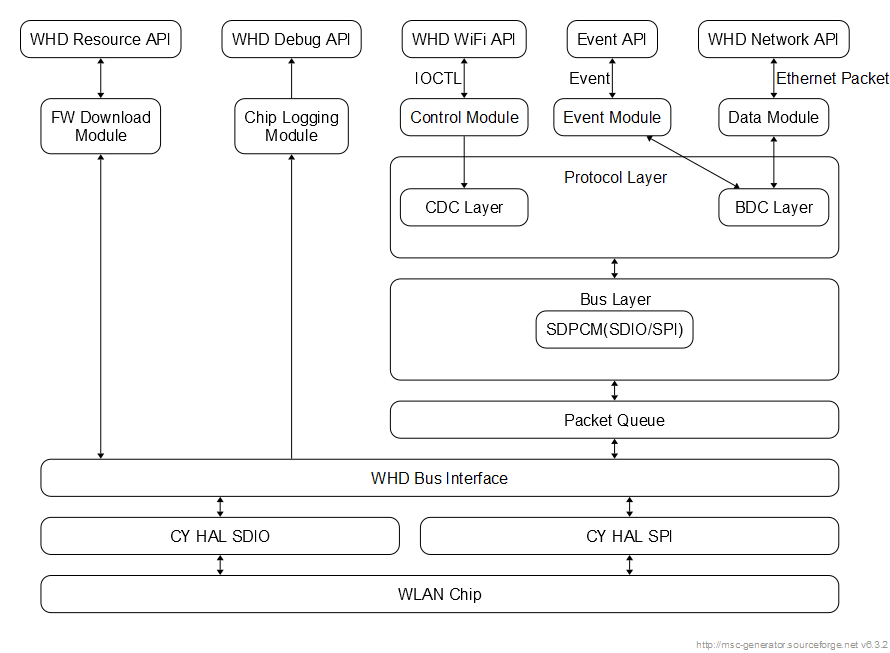 WHD Resource API
WHD Debug API
WHD WiFi API
Event API
WHD Network API
IOCTL
Event
Ethernet Packet
FW Download
Module
Chip Logging
Module
Control Module
Event Module
Data Module
Protocol Layer
CDC Layer
BDC Layer
Bus Layer
SDPCM(SDIO/SPI)
Packet Queue
WHD Bus Interface
CY HAL SDIO
CY HAL SPI
WLAN Chip
http://msc-generator.sourceforge.net v6.3.2